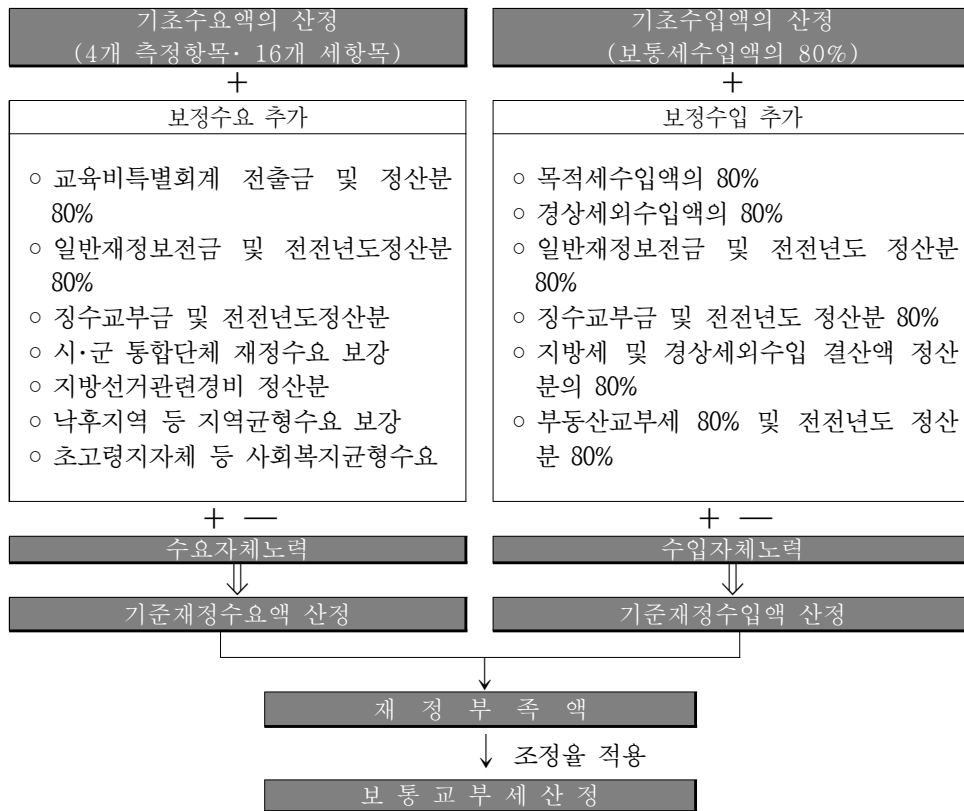 기초수요액의 산정
(4개 측정항목· 16개 세항목)
+
보정수요 추가
○ 교육비특별회계 전출금 및 정산분
80%
○ 일반재정보전금 및 전전년도정산분
80%
○ 징수교부금 및 전전년도정산분
○ 시·군 통합단체 재정수요 보강
○ 지방선거관련경비 정산분
○ 낙후지역 등 지역균형수요 보강
○ 초고령지자체 등 사회복지균형수요
+ —
수요자체노력
기준재정수요액 산정
기초수입액의 산정
(보통세수입액의 80%)
+
보정수입 추가
○ 목적세수입액의 80%
○ 경상세외수입액의 80%
○ 일반재정보전금 및 전전년도 정산분
80%
○ 징수교부금 및 전전년도 정산분 80%
○ 지방세 및 경상세외수입 결산액 정산
분의 80%
○ 부동산교부세 80% 및 전전년도 정산
분 80%
+ —
수입자체노력
기준재정수입액 산정
재 정 부 족 액
조정율 적용
보 통 교 부 세 산 정